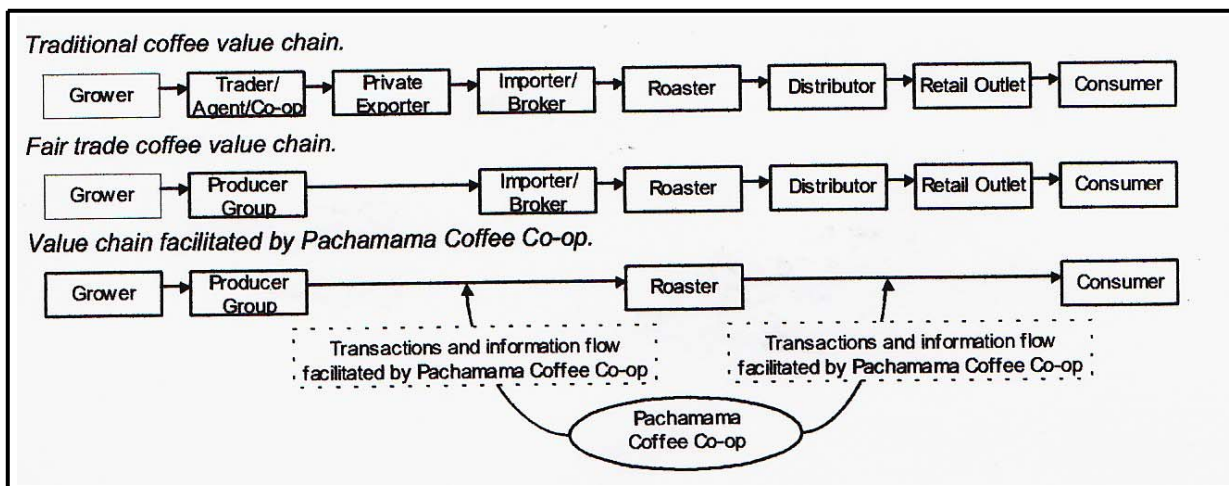 Traditional coffee value chain.
Grower
Trader/
Agent/Co-op
Private
Exporter
Importer/
Broker
Roaster
Distributor
Retail Outlet
Consumer
Fair trade coffee value chain.
Grower
Producer
Group
Importer/
Broker
Roaster
Distributor
Retail Outlet
Consumer
Value chain facilitated by Pachamama Coffee Co-op.
Grower
Producer
Group
Roaster
Consumer
Transactions and information flow
facilitated by Pachamama Coffee Co-op
Transactions and information flow
facilitated by Pachamama Coffee Co-op
Pachamama
Coffee Co-op